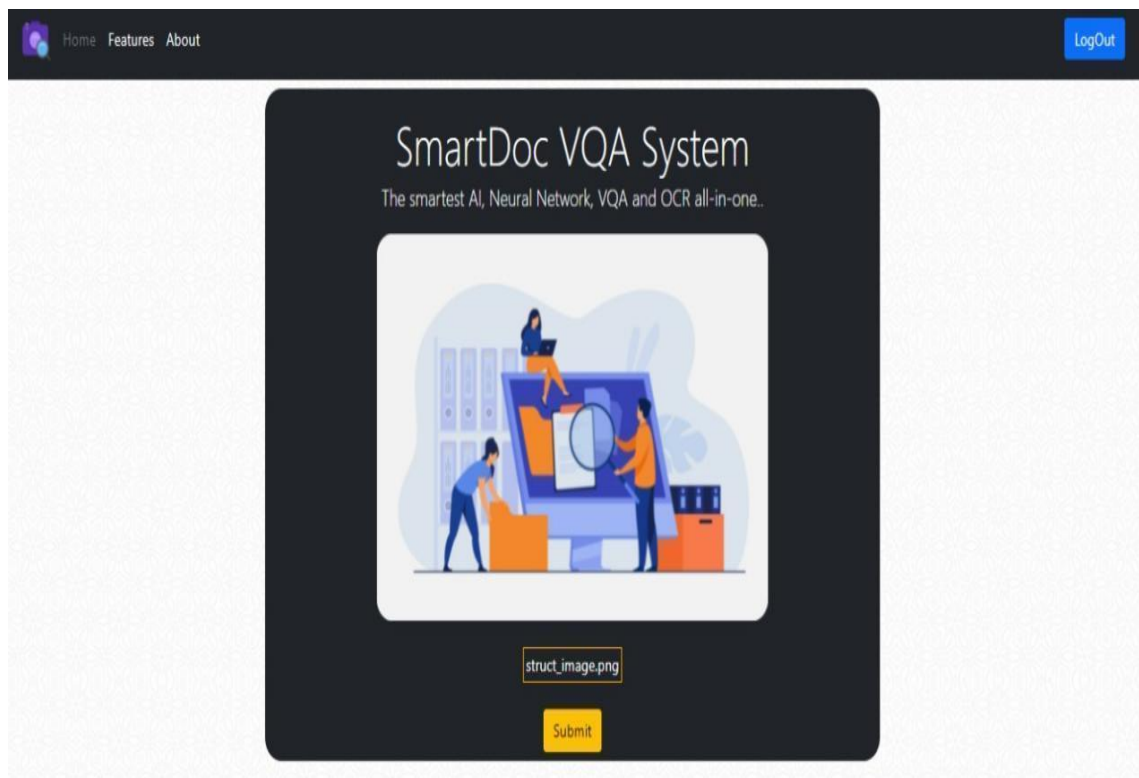 Home Features About LogOut
SmartDoc VQA System
The smartest AI, Neural Network, VQA and OCR all-in-one..
struct_image.png
Submit